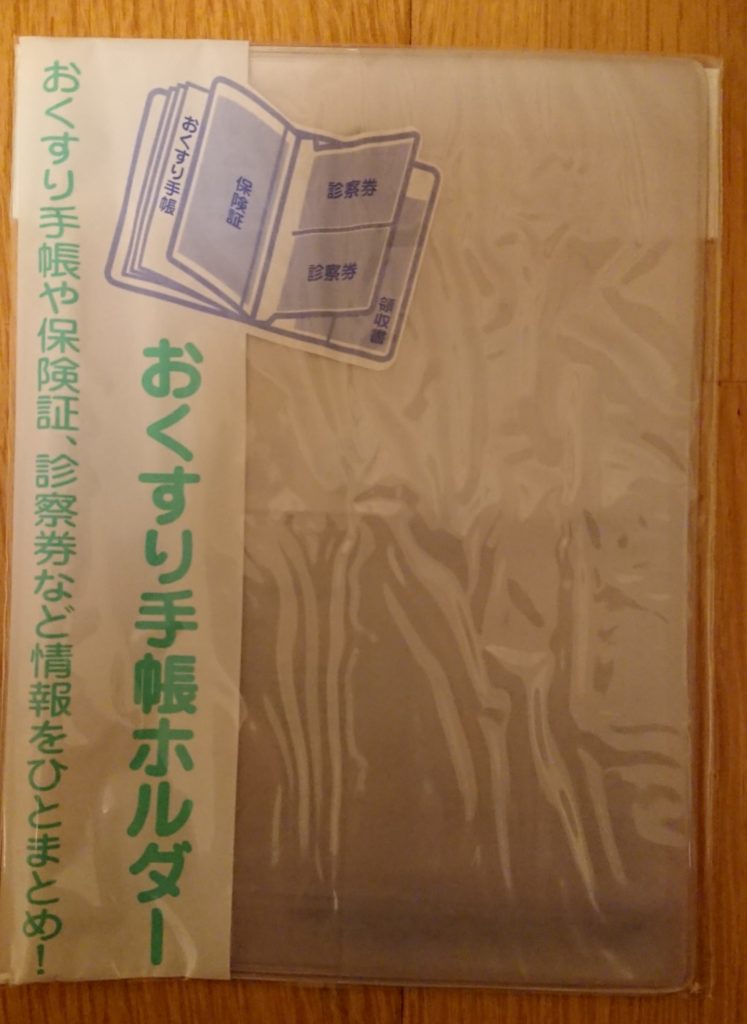 おくすり手帳や保険証、診察券など情報をひとまとめ!
おくすり手帳ホルダー
おくすり手帳
保険証
診察券
診察券
領収書